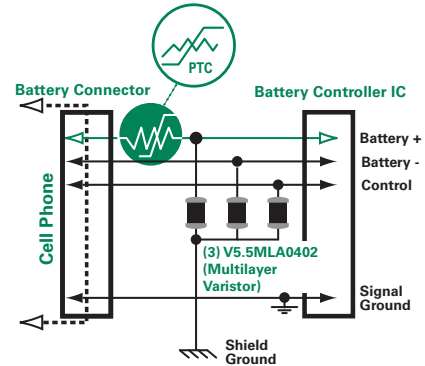 PTC
Battery Connector
Battery Controller IC
Battery +
Battery -
Control
Cell Phone
(3) V5.5MLA0402
(Multilayer
Varistor)
Signal
Ground
Shield
Ground